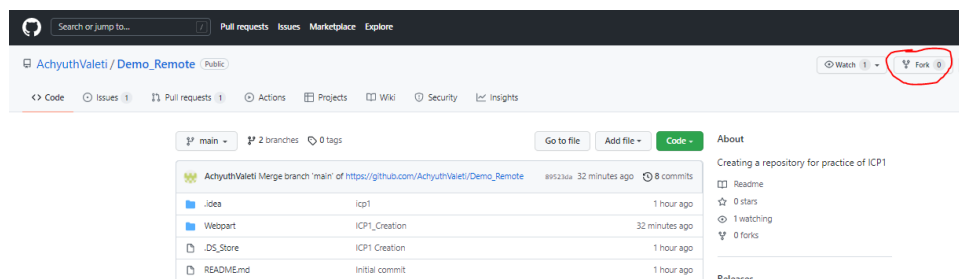 Search or jump to... / Pull requests Issues Marketplace Explore
AchyuthValeti / Demo_Remote Public Watch 1 Fork 0
Code Issues 1 Pull requests 1 Actions Projects Wiki Security Insights
main 2 branches 0 tags Go to file Add file Code About
Creating a repository for practice of ICP1
AchyuthValeti Merge branch 'main' of https://github.com/AchyuthValeti/Demo_Remote 89523da 32 minutes ago 8 commits
Readme
.idea icp1 1 hour ago 0 stars
Webpart ICP1_Creation 32 minutes ago 1 watching
0 forks
.DS_Store ICP1 Creation 1 hour ago
README.md Initial commit 1 hour ago
Releases